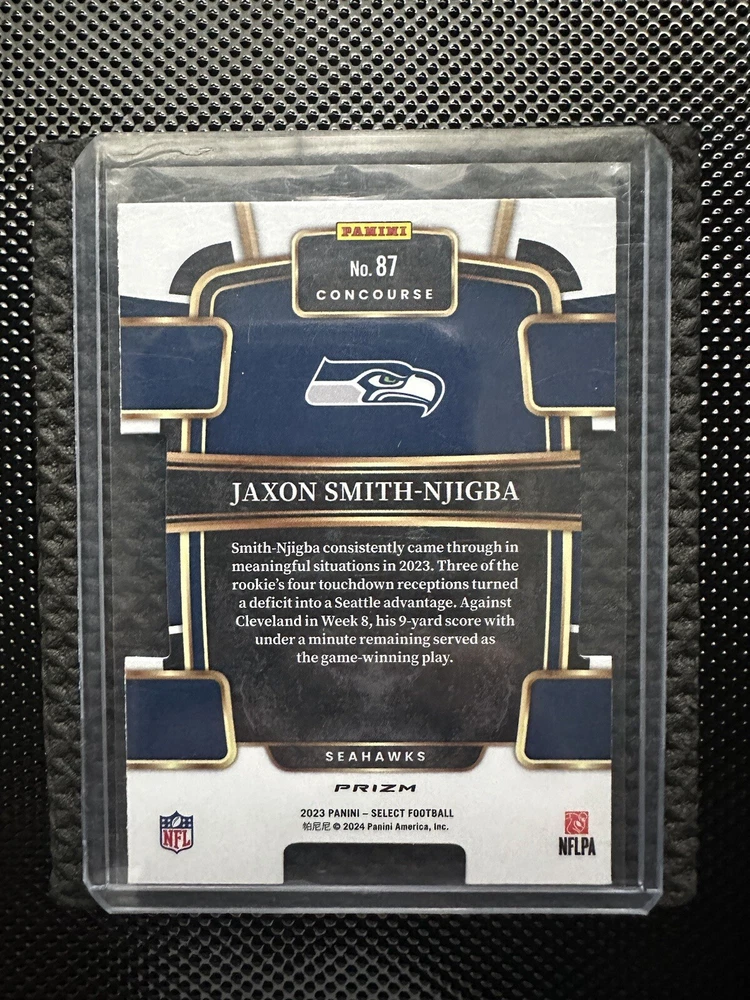 PANINI
No. 87
CONCOURSE
JAXON SMITH-NJIGBA
Smith-Njigba consistently came through in
meaningful situations in 2023. Three of the
rookie's four touchdown receptions turned
a deficit into a Seattle advantage. Against
Cleveland in Week 8, his 9-yard score with
under a minute remaining served as
the game-winning play.
SEAHAWKS
PRIZM
2023 PANINI – SELECT FOOTBALL
帕尼尼 © 2024 Panini America, Inc.
NFL
NFLPA